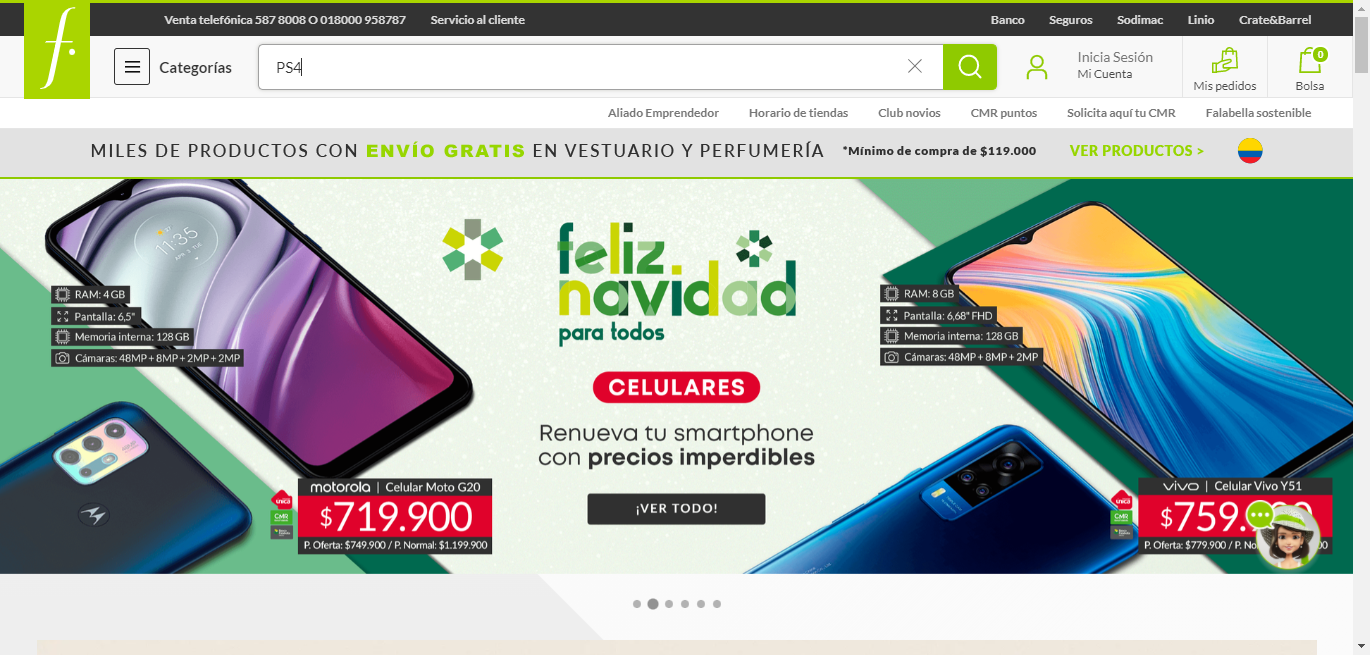 Venta telefónica 587 8008 O 018000 958787 Servicio al cliente Banco Seguros Sodimac Linio Crate&Barrel
f.
Categorías
PS4
Inicia Sesión
Mi Cuenta
Mis pedidos
0
Bolsa
Aliado Emprendedor Horario de tiendas Club novios CMR puntos Solicita aquí tu CMR Falabella sostenible
MILES DE PRODUCTOS CON ENVÍO GRATIS EN VESTUARIO Y PERFUMERÍA *Mínimo de compra de $119.000 VER PRODUCTOS >
11:35
RAM: 4 GB
Pantalla: 6,5"
Memoria interna: 128 GB
Cámaras: 48MP + 8MP + 2MP + 2MP
feliz
navidad
para todos
CELULARES
Renueva tu smartphone
con precios imperdibles
¡VER TODO!
RAM: 8 GB
Pantalla: 6,68" FHD
Memoria interna: 128 GB
Cámaras: 48MP + 8MP + 2MP
motorola | Celular Moto G20
única
CMR
$719.900
P. Oferta: $749.900 / P. Normal: $1.199.900
vivo | Celular Vivo Y51
única
CMR
$759.
P. Oferta: $779.900 / P. No